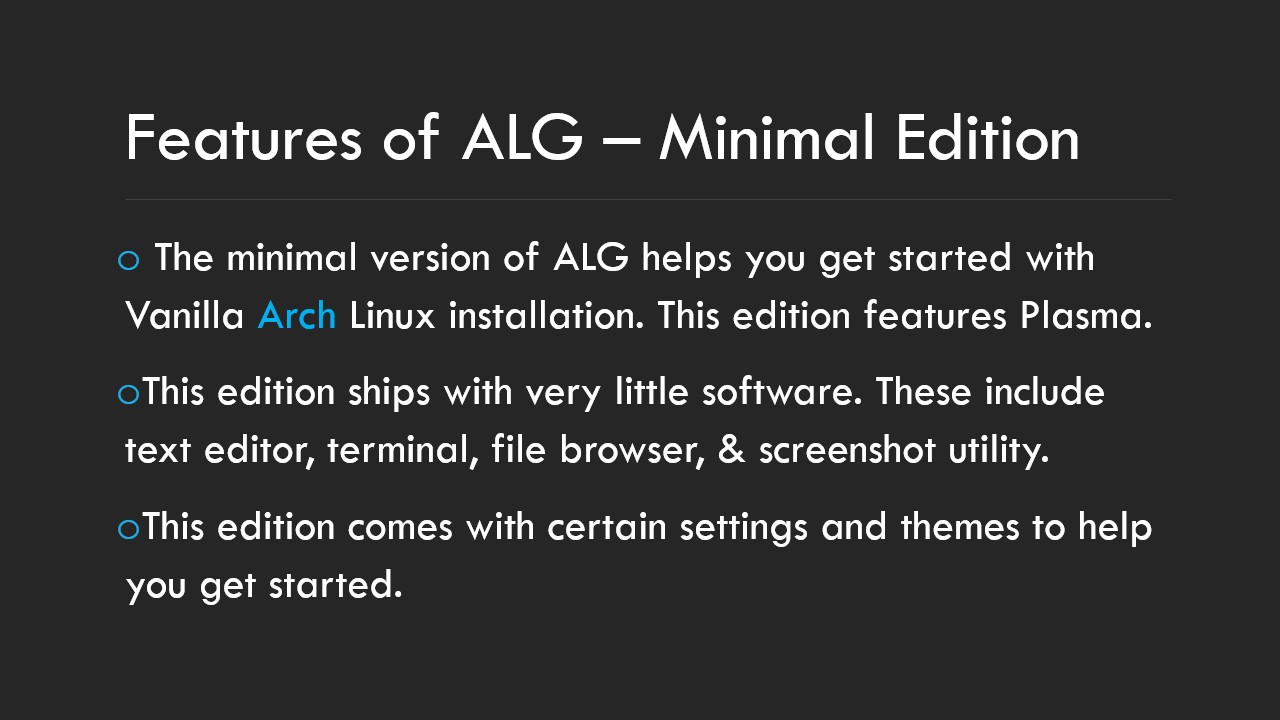 Features of ALG – Minimal Edition
o The minimal version of ALG helps you get started with
Vanilla Arch Linux installation. This edition features Plasma.
oThis edition ships with very little software. These include
text editor, terminal, file browser, & screenshot utility.
oThis edition comes with certain settings and themes to help
you get started.